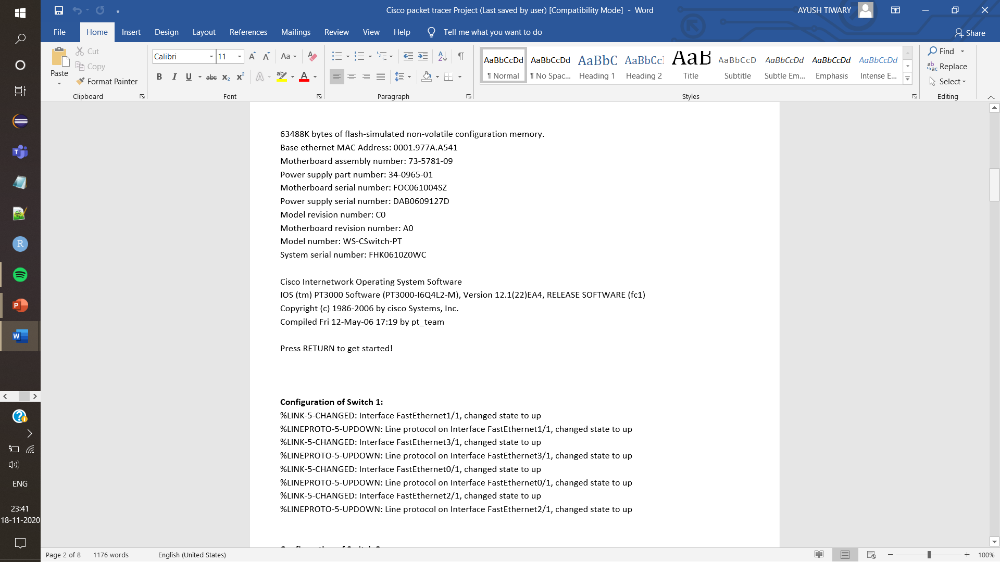 Cisco packet tracer Project (Last saved by user) [Compatibility Mode] - Word
AYUSH TIWARY
File Home Insert Design Layout References Mailings Review View Help Tell me what you want to do
Share
Paste
Cut
Copy
Format Painter
Clipboard
Calibri 11
Aa
B I U abc X₂ X²
A
Font
Paragraph
AaBbCcDd AaBbCcDd AaBbC AaBbCc AaB AaBbCcD AaBbCcDd AaBbCcDd AaBbCcDd
¶ Normal ¶ No Spac... Heading 1 Heading 2 Title Subtitle Subtle Em... Emphasis Intense E...
Styles
Find
Replace
Select
Editing
63488K bytes of flash-simulated non-volatile configuration memory.
Base ethernet MAC Address: 0001.977A.A541
Motherboard assembly number: 73-5781-09
Power supply part number: 34-0965-01
Motherboard serial number: FOC061004SZ
Power supply serial number: DAB0609127D
Model revision number: C0
Motherboard revision number: A0
Model number: WS-CSwitch-PT
System serial number: FHK0610Z0WC
Cisco Internetwork Operating System Software
IOS (tm) PT3000 Software (PT3000-I6Q4L2-M), Version 12.1(22)EA4, RELEASE SOFTWARE (fc1)
Copyright (c) 1986-2006 by cisco Systems, Inc.
Compiled Fri 12-May-06 17:19 by pt_team
Press RETURN to get started!
Configuration of Switch 1:
%LINK-5-CHANGED: Interface FastEthernet1/1, changed state to up
%LINEPROTO-5-UPDOWN: Line protocol on Interface FastEthernet1/1, changed state to up
%LINK-5-CHANGED: Interface FastEthernet3/1, changed state to up
%LINEPROTO-5-UPDOWN: Line protocol on Interface FastEthernet3/1, changed state to up
%LINK-5-CHANGED: Interface FastEthernet0/1, changed state to up
%LINEPROTO-5-UPDOWN: Line protocol on Interface FastEthernet0/1, changed state to up
%LINK-5-CHANGED: Interface FastEthernet2/1, changed state to up
%LINEPROTO-5-UPDOWN: Line protocol on Interface FastEthernet2/1, changed state to up
ENG
23:41
18-11-2020
Page 2 of 8 1176 words English (United States)
100%